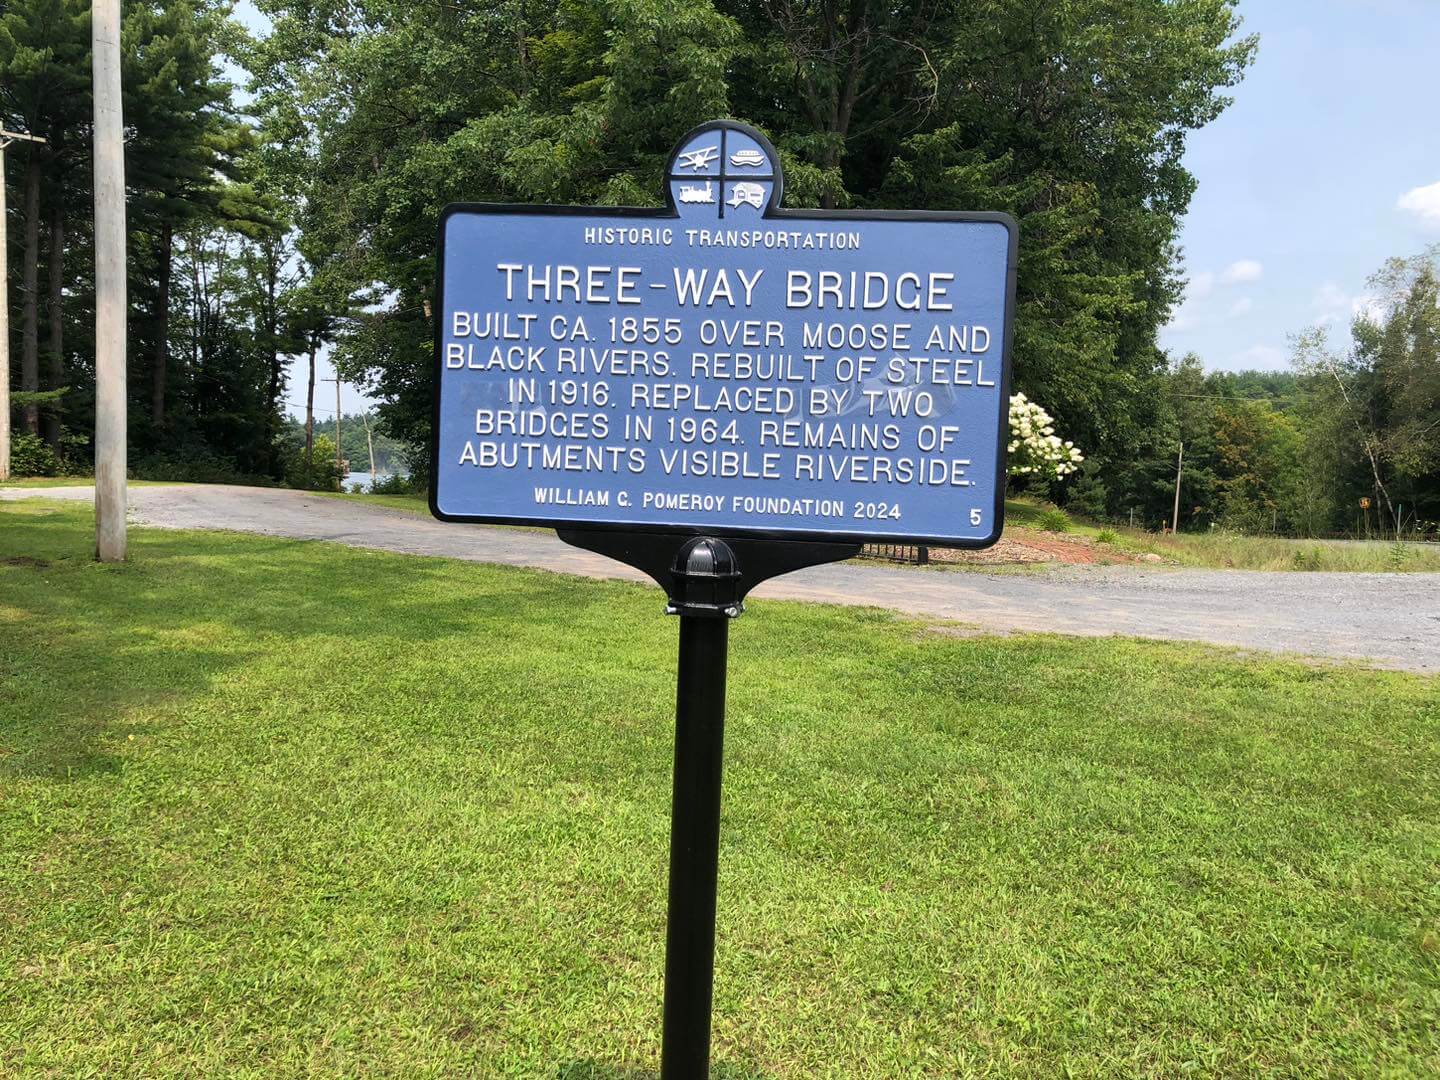 HISTORIC TRANSPORTATION
THREE-WAY BRIDGE
BUILT CA. 1855 OVER MOOSE AND
BLACK RIVERS. REBUILT OF STEEL
IN 1916. REPLACED BY TWO
BRIDGES IN 1964. REMAINS OF
ABUTMENTS VISIBLE RIVERSIDE.
WILLIAM G. POMEROY FOUNDATION 2024 5